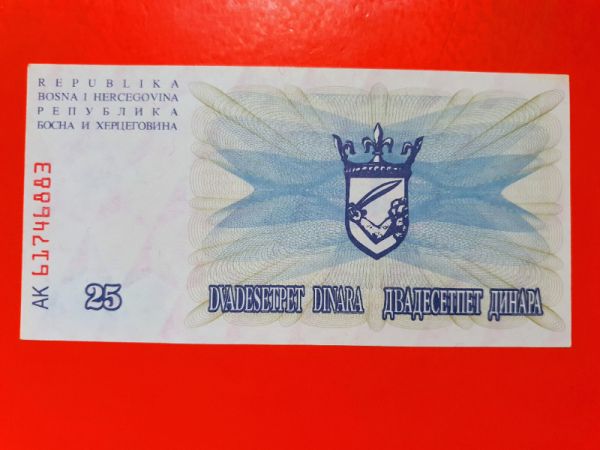 REPUBLIKA
BOSNA I HERCEGOVINA
РЕПУБЛИКА
БОСНА И ХЕРЦЕГОВИНА
AK 61746883
25
DVADESETPET DINARA ДВАДЕСЕТПЕТ ДИНАРА